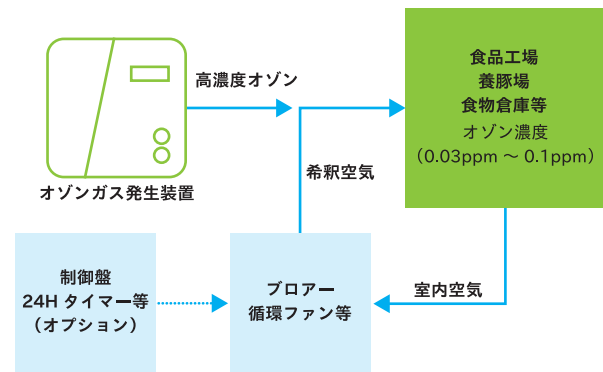 高濃度オゾン
食品工場
養豚場
食物倉庫等
オゾン濃度
（0.03ppm ～ 0.1ppm）
オゾンガス発生装置
希釈空気
制御盤
24H タイマー等
（オプション）
ブロアー
循環ファン等
室内空気